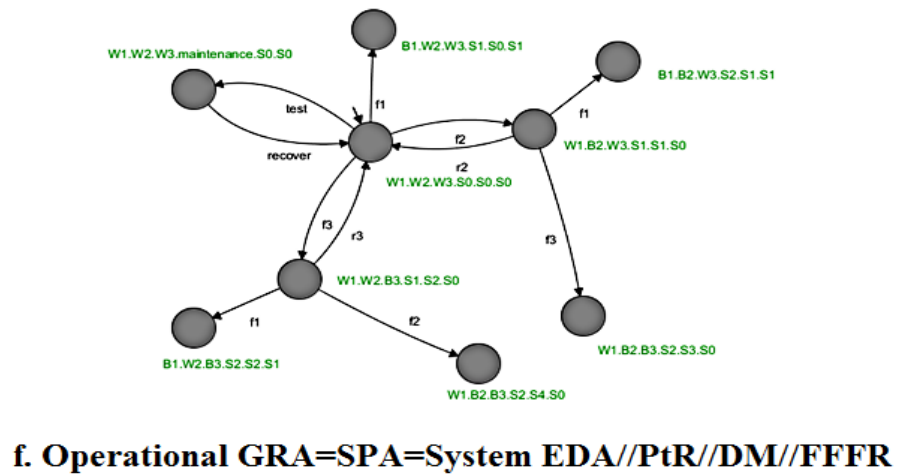 B1.W2.W3.S1.S0.S1
W1.W2.W3.maintenance.S0.S0
B1.B2.W3.S2.S1.S1
test
f1
f1
f2
W1.B2.W3.S1.S1.S0
recover
r2
W1.W2.W3.S0.S0.S0
f3
r3
f3
W1.W2.B3.S1.S2.S0
f1
f2
W1.B2.B3.S2.S3.S0
B1.W2.B3.S2.S2.S1
W1.B2.B3.S2.S4.S0
f. Operational GRA=SPA=System EDA//PtR//DM//FFFR